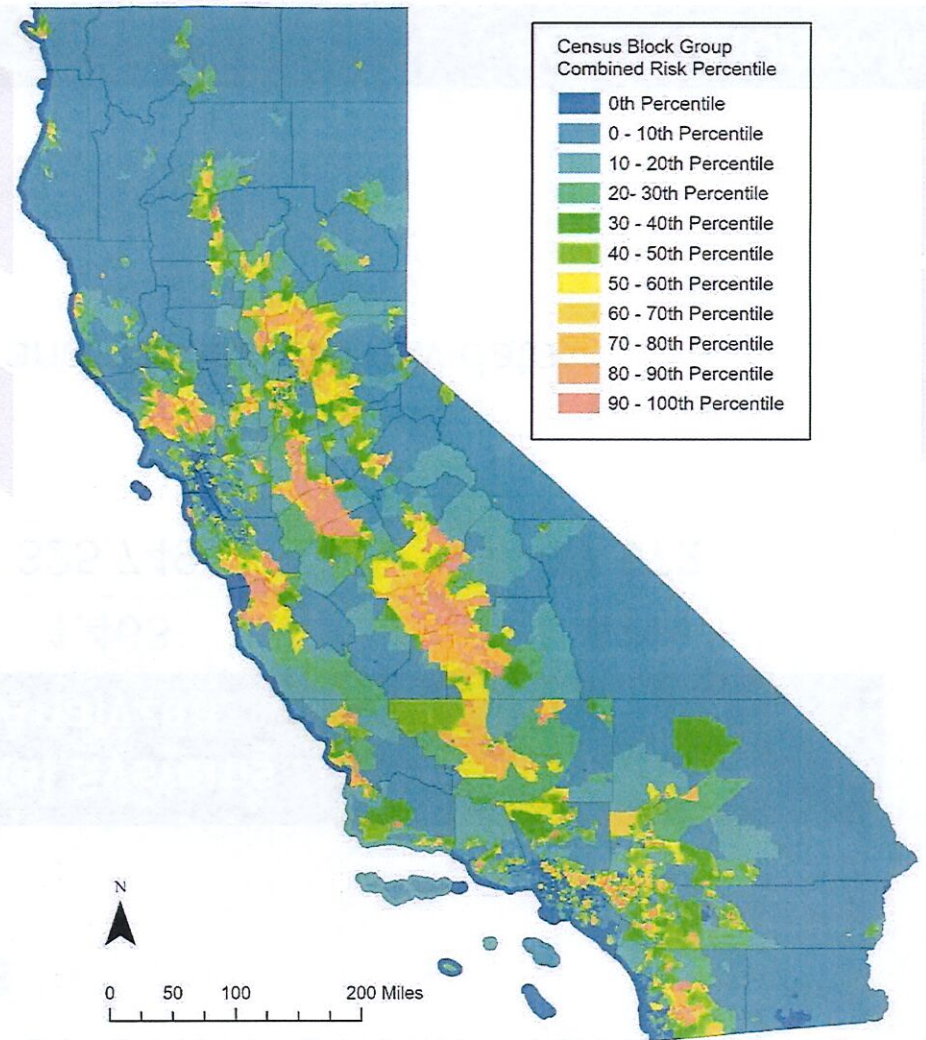 Census Block Group
Combined Risk Percentile
0th Percentile
0 - 10th Percentile
10 - 20th Percentile
20- 30th Percentile
30 - 40th Percentile
40 - 50th Percentile
50 - 60th Percentile
60 - 70th Percentile
70 - 80th Percentile
80 - 90th Percentile
90 - 100th Percentile
N
0 50 100 200 Miles